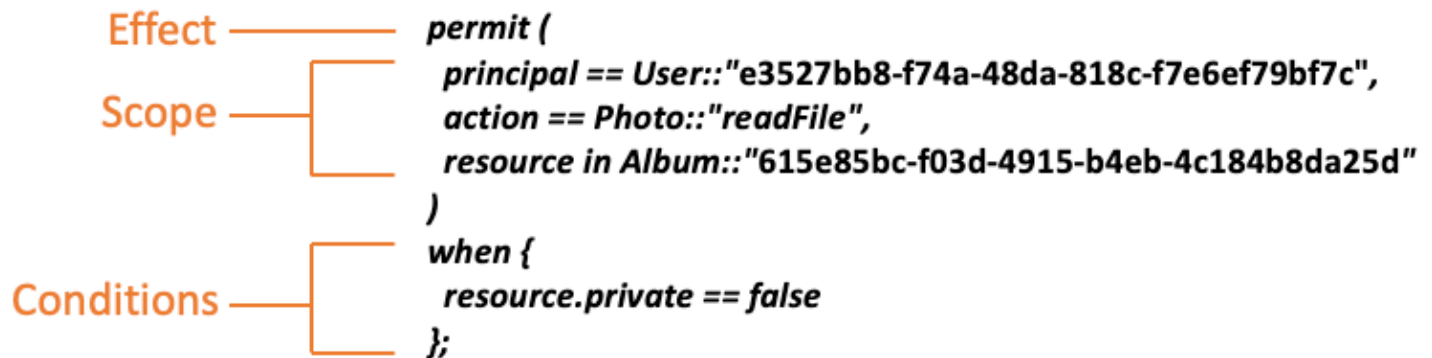 Effect
permit (
Scope
principal == User::"e3527bb8-f74a-48da-818c-f7e6ef79bf7c",
action == Photo::"readFile",
resource in Album::"615e85bc-f03d-4915-b4eb-4c184b8da25d"
)
Conditions
when {
resource.private == false
};